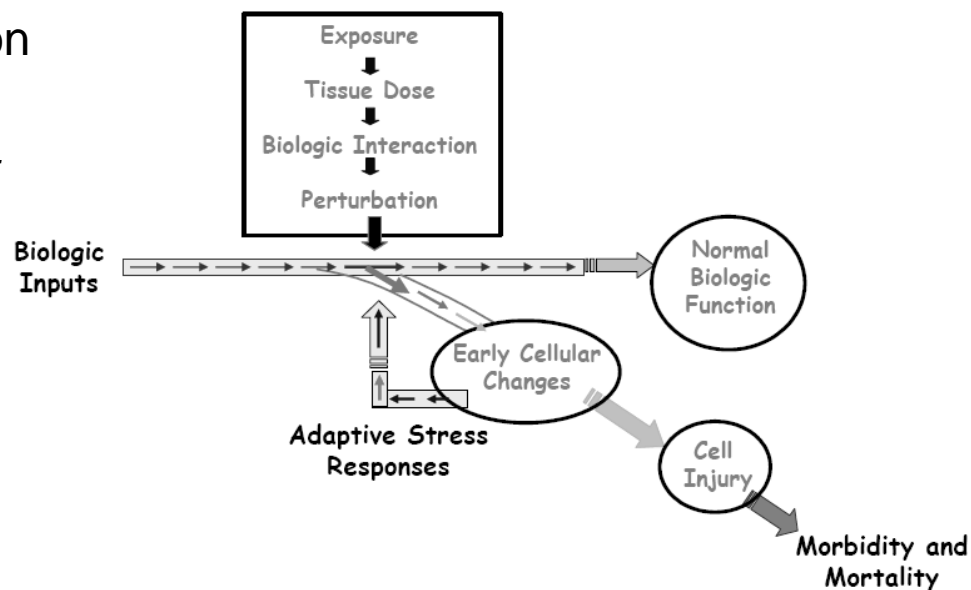 on
Exposure
Tissue Dose
Biologic Interaction
Perturbation
Biologic
Inputs
Normal
Biologic
Function
Early Cellular
Changes
Adaptive Stress
Responses
Cell
Injury
Morbidity and
Mortality